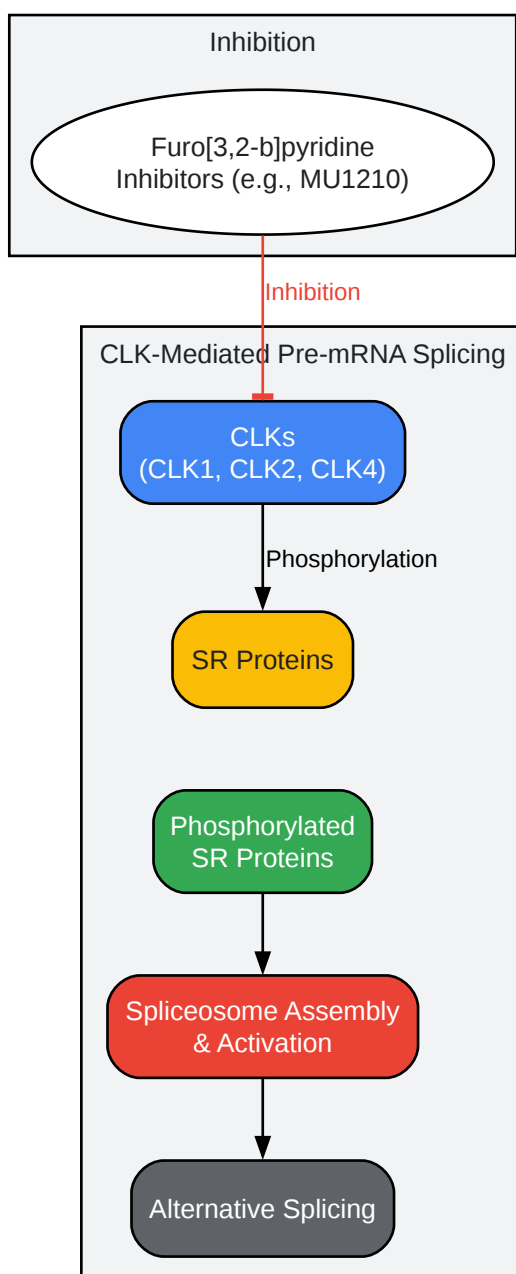 Inhibition
Furo[3,2-b]pyridine
Inhibitors (e.g., MU1210)
Inhibition
CLK-Mediated Pre-mRNA Splicing
CLKs
(CLK1, CLK2, CLK4)
Phosphorylation
SR Proteins
Phosphorylated
SR Proteins
Spliceosome Assembly
& Activation
Alternative Splicing